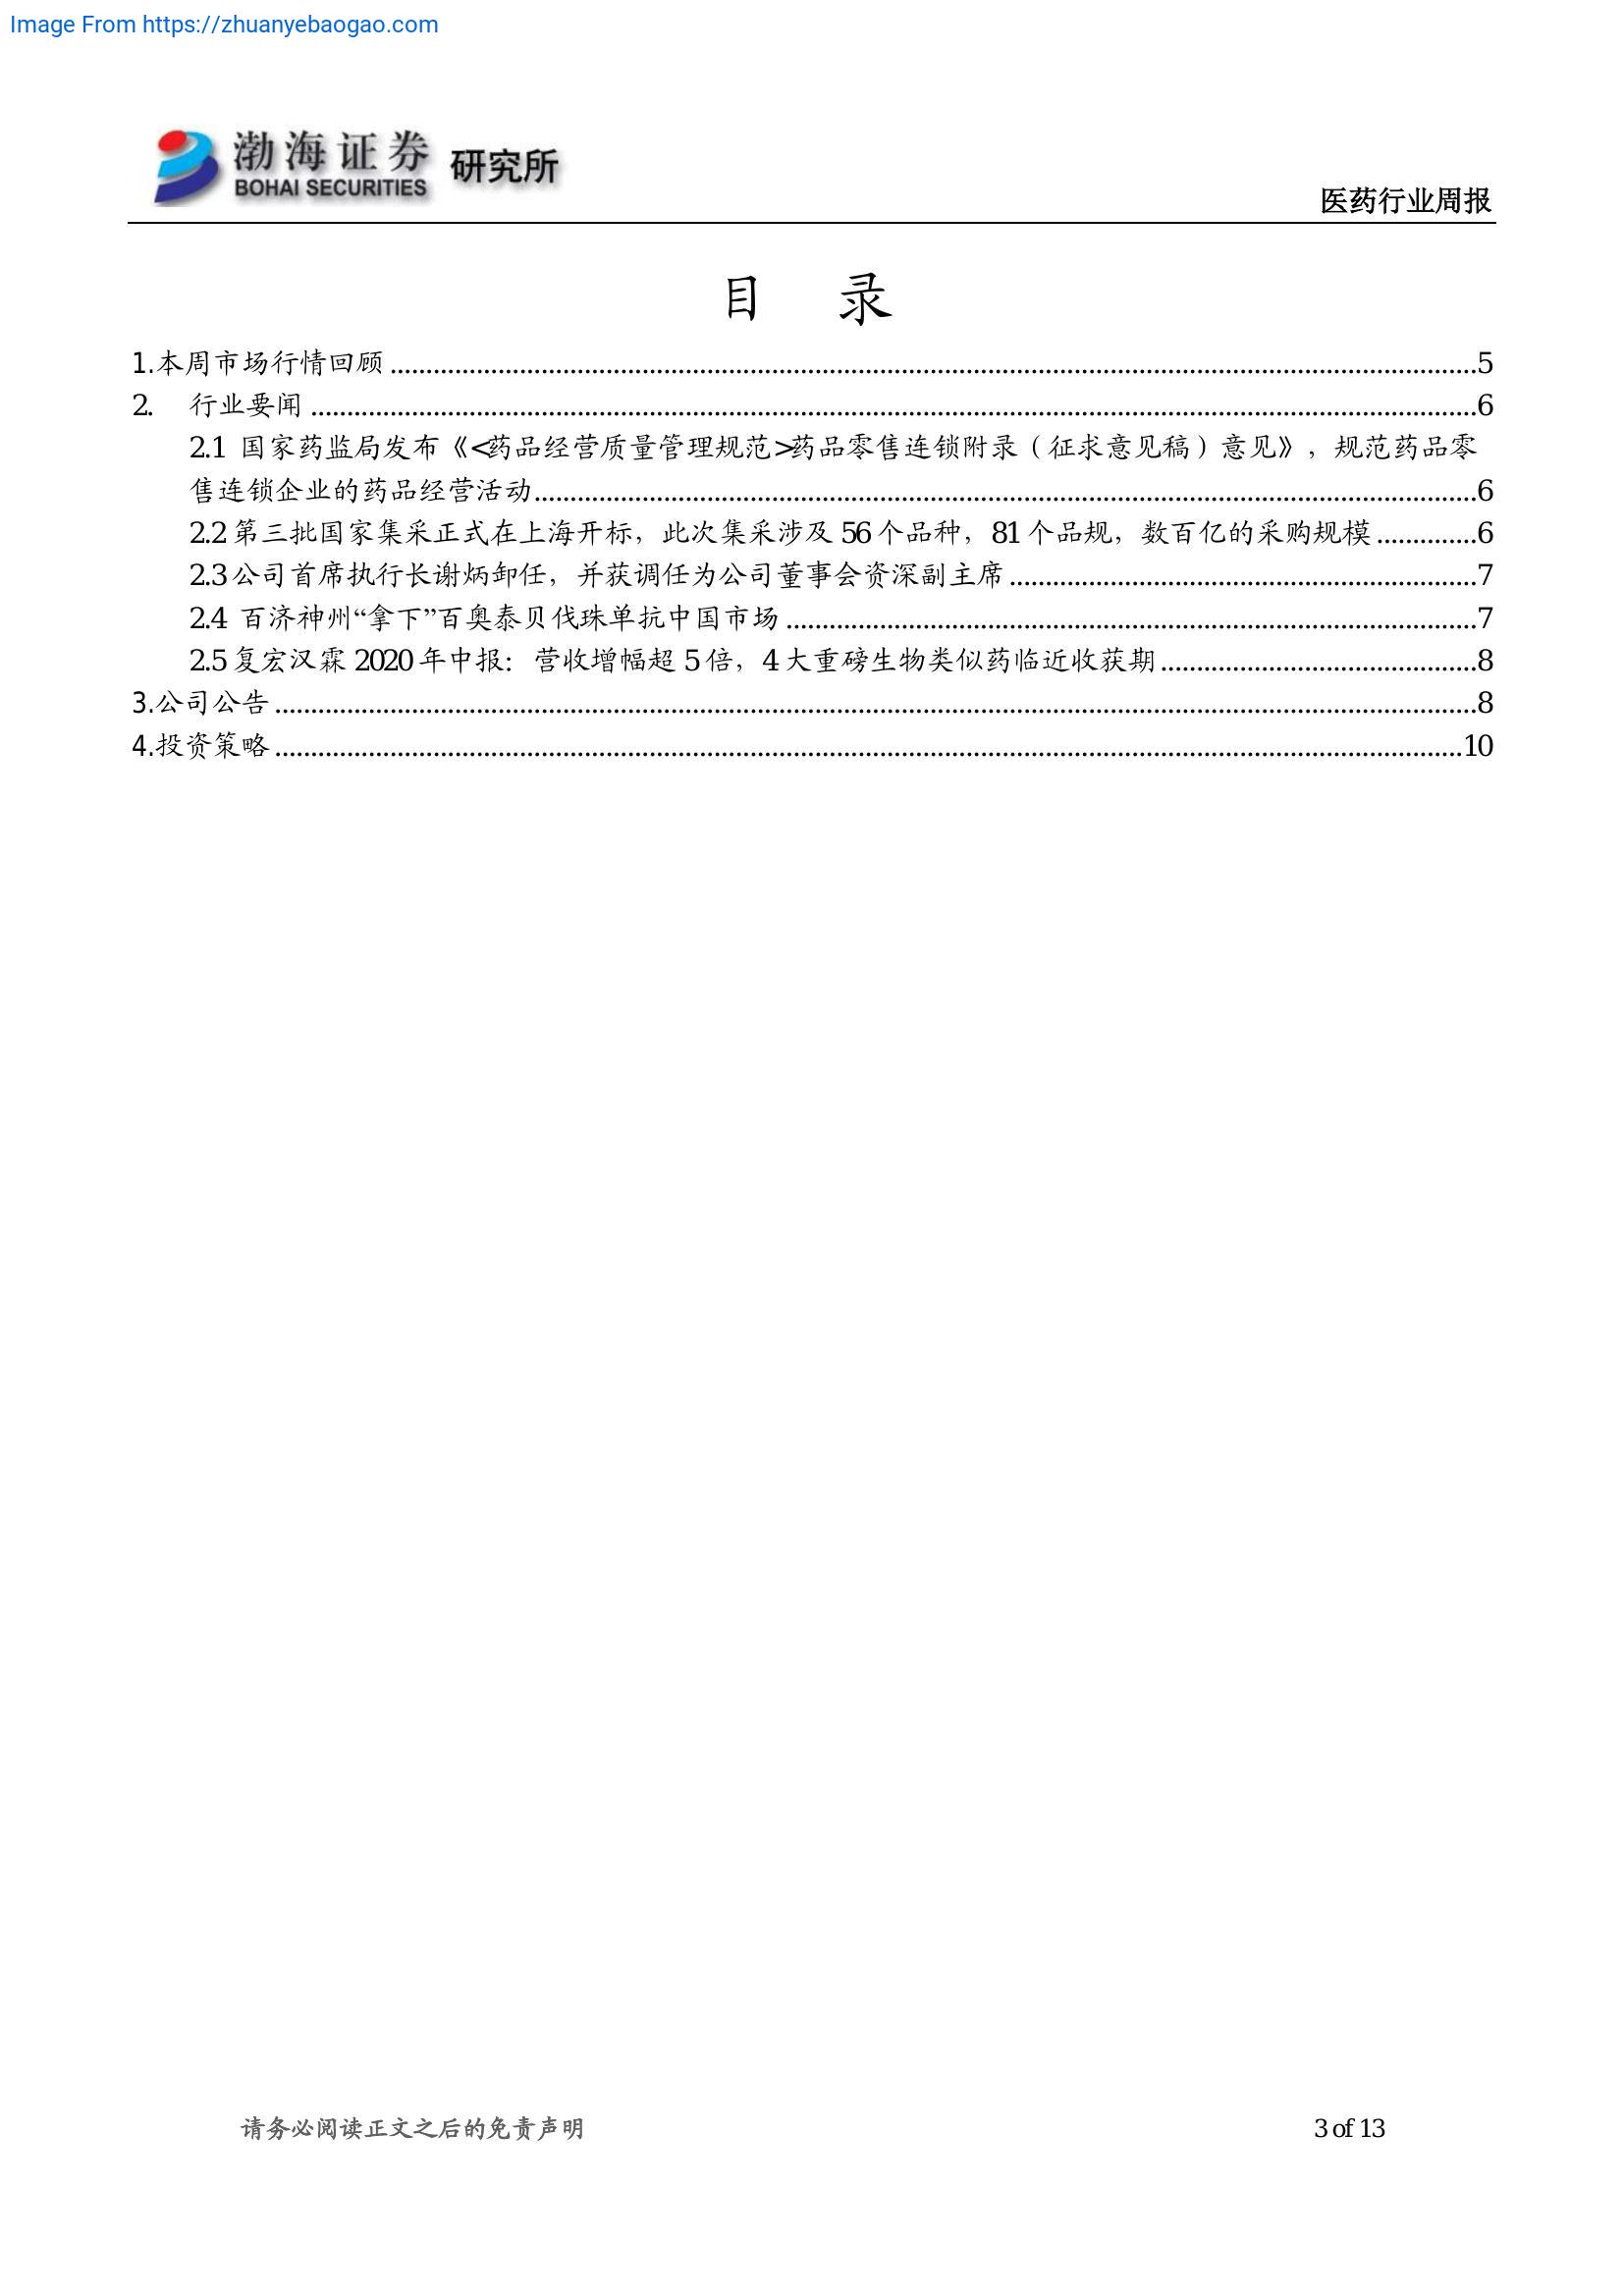 Image From https://zhuanyebaogao.com
渤海证券 研究所
BOHAI SECURITIES
医药行业周报
目 录
1.本周市场行情回顾 ........................................ 5
2. 行业要闻 ........................................ 6
2.1 国家药监局发布《<药品经营质量管理规范>药品零售连锁附录（征求意见稿）意见》，规范药品零
售连锁企业的药品经营活动 ........................................ 6
2.2 第三批国家集采正式在上海开标，此次集采涉及 56 个品种，81 个品规，数百亿的采购规模 .............. 6
2.3 公司首席执行长谢炳卸任，并获调任为公司董事会资深副主席 ........................................ 7
2.4 百济神州“拿下”百奥泰贝伐珠单抗中国市场 ........................................ 7
2.5 复宏汉霖 2020 年中报：营收增幅超 5 倍，4 大重磅生物类似药临近收获期 ........................................ 8
3.公司公告 ........................................ 8
4.投资策略 ........................................ 10
请务必阅读正文之后的免责声明
3 of 13